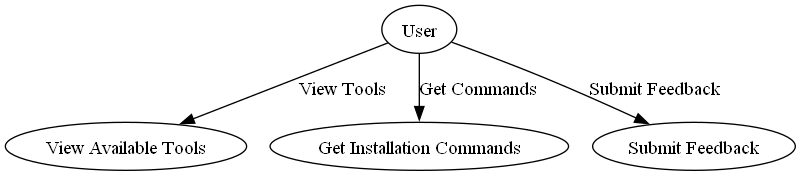 User
View Tools
Get Commands
Submit Feedback
View Available Tools
Get Installation Commands
Submit Feedback